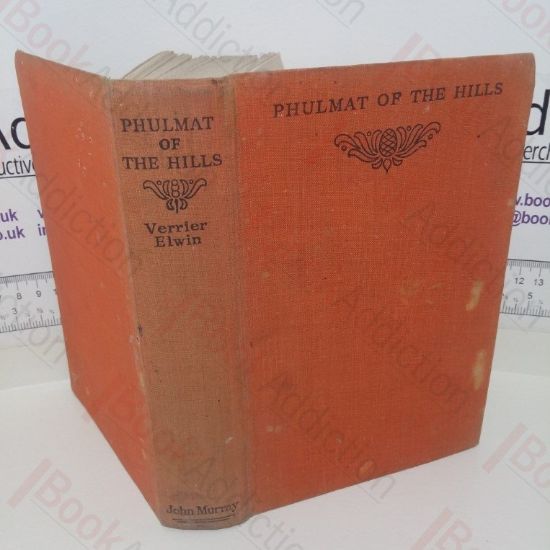 PHULMAT
OF
THE HILLS
Verrier
Elwin
John Murray
PHULMAT OF THE HILLS